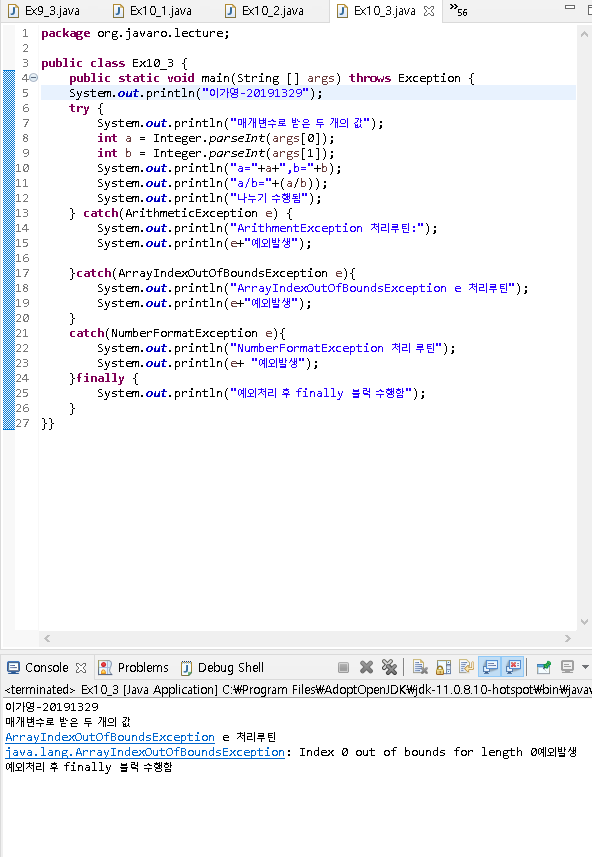 Ex9_3.java Ex10_1.java Ex10_2.java Ex10_3.java »56
1 package org.javaro.lecture;
2
3 public class Ex10_3 {
4 public static void main(String [] args) throws Exception {
5 System.out.println("이가영-20191329");
6 try {
7 System.out.println("매개변수로 받은 두 개의 값");
8 int a = Integer.parseInt(args[0]);
9 int b = Integer.parseInt(args[1]);
10 System.out.println("a="+a+",b="+b);
11 System.out.println("a/b="+(a/b));
12 System.out.println("나누기 수행됨");
13 } catch(ArithmeticException e) {
14 System.out.println("ArithmentException 처리루틴:");
15 System.out.println(e+"예외발생");
16
17 }catch(ArrayIndexOutOfBoundsException e){
18 System.out.println("ArrayIndexOutOfBoundsException e 처리루틴");
19 System.out.println(e+"예외발생");
20 }
21 catch(NumberFormatException e){
22 System.out.println("NumberFormatException 처리 루틴");
23 System.out.println(e+ "예외발생");
24 }finally {
25 System.out.println("예외처리 후 finally 블럭 수행함");
26 }
27 }}
Console Problems Debug Shell
<terminated> Ex10_3 [Java Application] C:₩Program Files₩AdoptOpenJDK₩jdk-11.0.8.10-hotspot₩bin₩javaw
이가영-20191329
매개변수로 받은 두 개의 값
ArrayIndexOutOfBoundsException e 처리루틴
java.lang.ArrayIndexOutOfBoundsException: Index 0 out of bounds for length 0예외발생
예외처리 후 finally 블럭 수행함